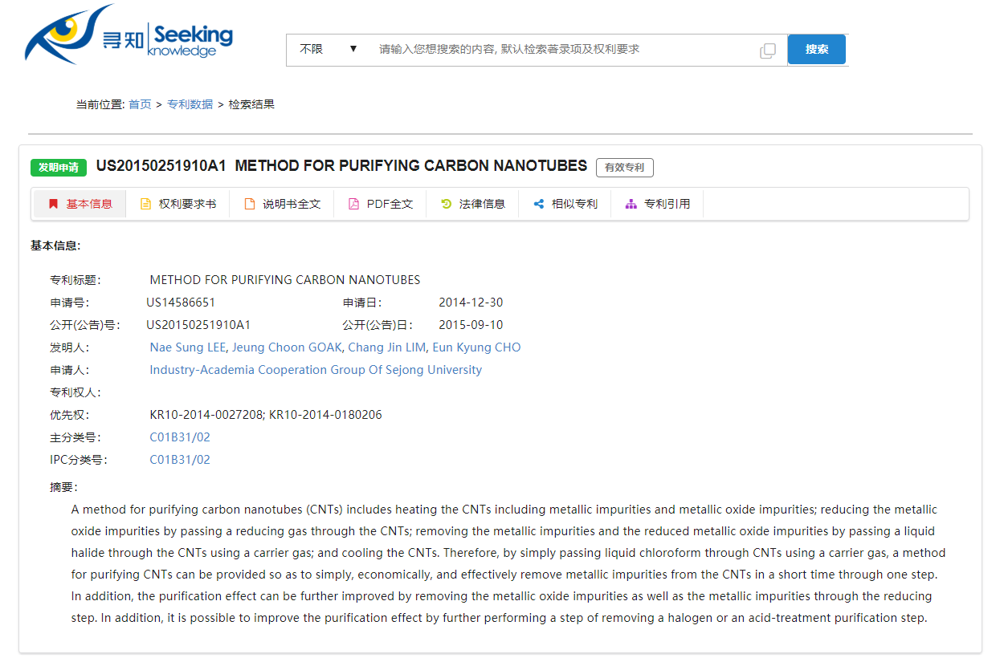 寻知 Seeking knowledge
不限 ▼ 请输入您想搜索的内容, 默认检索著录项及权利要求 搜索
当前位置: 首页 > 专利数据 > 检索结果
发明申请 US20150251910A1 METHOD FOR PURIFYING CARBON NANOTUBES 有效专利
基本信息 权利要求书 说明书全文 PDF全文 法律信息 相似专利 专利引用
基本信息:
专利标题: METHOD FOR PURIFYING CARBON NANOTUBES
申请号: US14586651 申请日: 2014-12-30
公开(公告)号: US20150251910A1 公开(公告)日: 2015-09-10
发明人: Nae Sung LEE, Jeung Choon GOAK, Chang Jin LIM, Eun Kyung CHO
申请人: Industry-Academia Cooperation Group Of Sejong University
专利权人:
优先权: KR10-2014-0027208; KR10-2014-0180206
主分类号: C01B31/02
IPC分类号: C01B31/02
摘要:
A method for purifying carbon nanotubes (CNTs) includes heating the CNTs including metallic impurities and metallic oxide impurities; reducing the metallic
oxide impurities by passing a reducing gas through the CNTs; removing the metallic impurities and the reduced metallic oxide impurities by passing a liquid
halide through the CNTs using a carrier gas; and cooling the CNTs. Therefore, by simply passing liquid chloroform through CNTs using a carrier gas, a method
for purifying CNTs can be provided so as to simply, economically, and effectively remove metallic impurities from the CNTs in a short time through one step.
In addition, the purification effect can be further improved by removing the metallic oxide impurities as well as the metallic impurities through the reducing
step. In addition, it is possible to improve the purification effect by further performing a step of removing a halogen or an acid-treatment purification step.